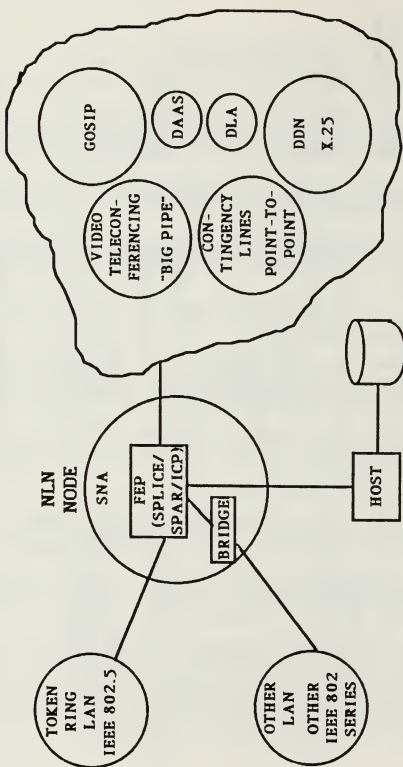 TOKEN
RING
LAN
IEEE 802.5
OTHER
LAN
OTHER
IEEE 802
SERIES
NLN
NODE
SNA
FEP
(SPLICE/
SPAR/ICP)
BRIDGE
HOST
VIDEO
TELECON-
FERENCING
"BIG PIPE"
CON-
TINGENCY
LINES
POINT-TO-
POINT
GOSIP
DAAS
DLA
DDN
X.25